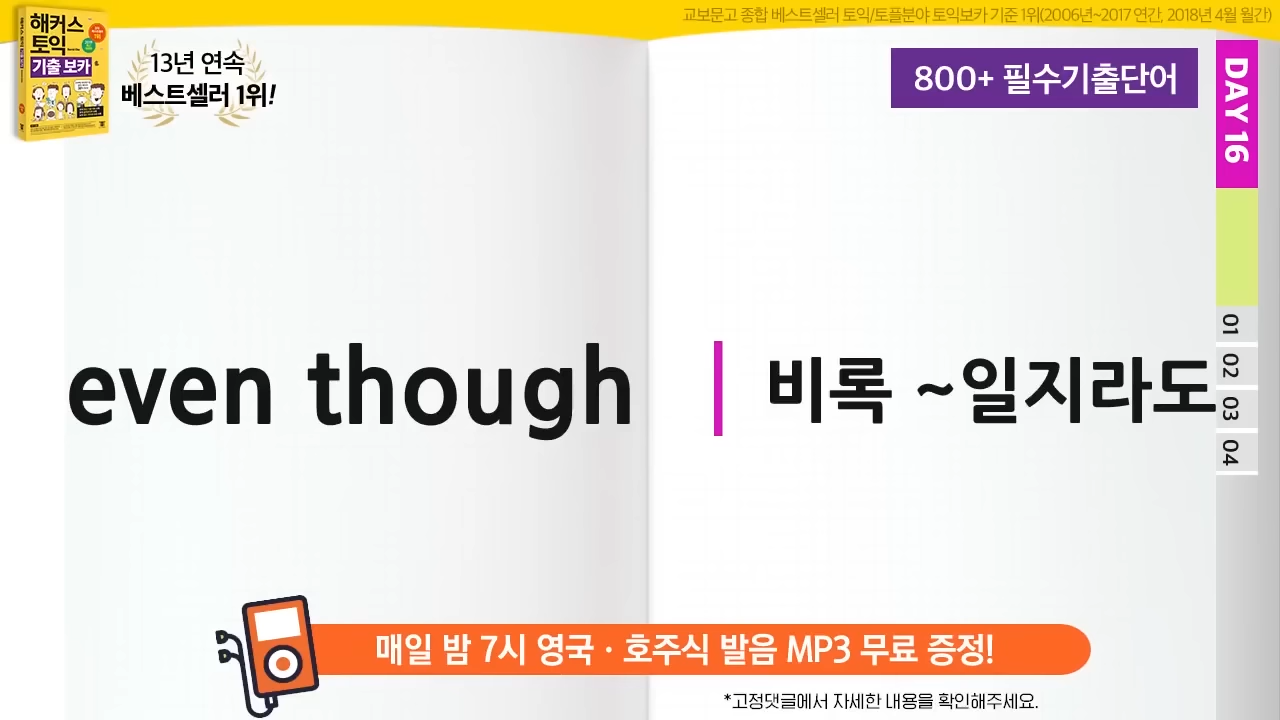 교보문고 종합 베스트셀러 토익/토플분야 토익보카 기준 1위(2006년~2017 연간, 2018년 4월 월간)
해커스
토익
기출 보카
13년 연속
베스트셀러 1위!
800+ 필수기출단어
DAY 16
01
02
03
04
even though
비록 ~일지라도
매일 밤 7시 영국 · 호주식 발음 MP3 무료 증정!
*고정댓글에서 자세한 내용을 확인해주세요.